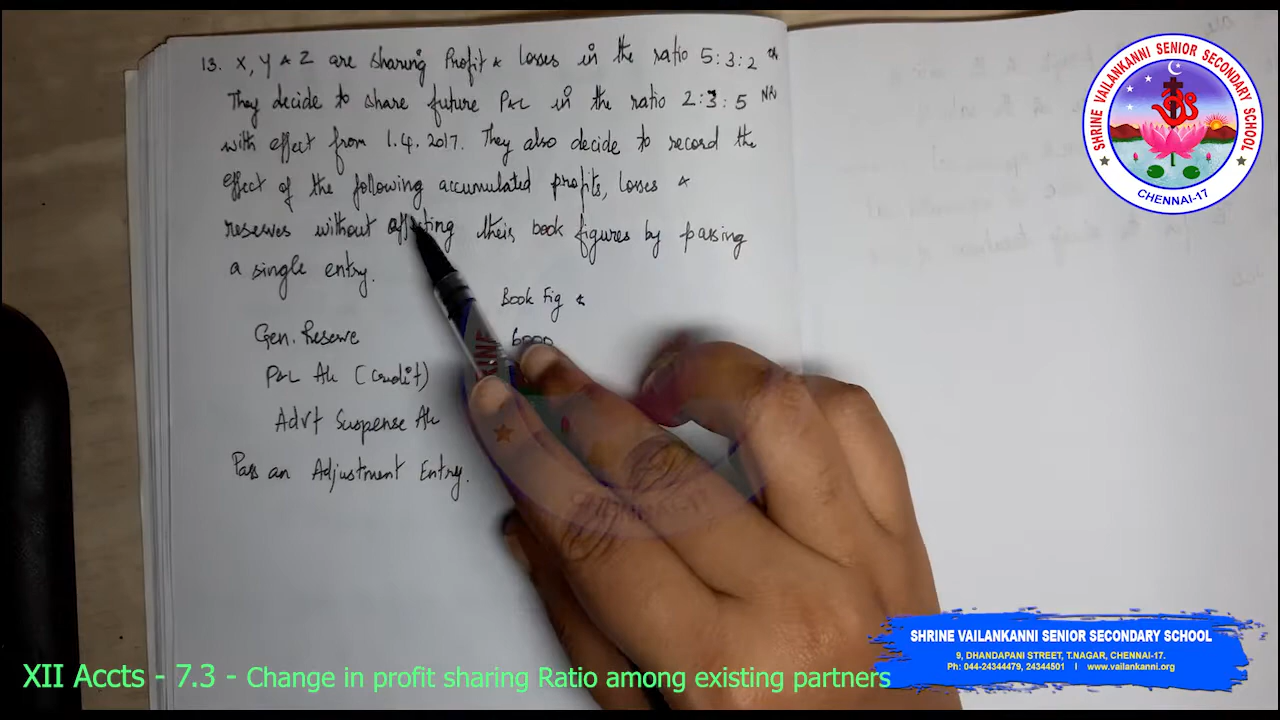 13. X, Y & Z are sharing Profit & losses in the ratio 5:3:2 OR
They decide to share future P&L in the ratio 2:3:5 NR
with effect from 1.4.2017. They also decide to record the
effect of the following accumulated profits, losses &
reserves without affecting their book figures by passing
a single entry.
Book Fig
Gen. Reserve 6000
P&L A/c (Credit)
Advt Suspense A/c
Pass an Adjustment Entry.
SHRINE VAILANKANNI SENIOR SECONDARY SCHOOL
CHENNAI-17
SHRINE VAILANKANNI SENIOR SECONDARY SCHOOL
9, DHANDAPANI STREET, T.NAGAR, CHENNAI-17.
Ph: 044-24344479, 24344501 I www.vailankanni.org
XII Accts - 7.3 - Change in profit sharing Ratio among existing partners